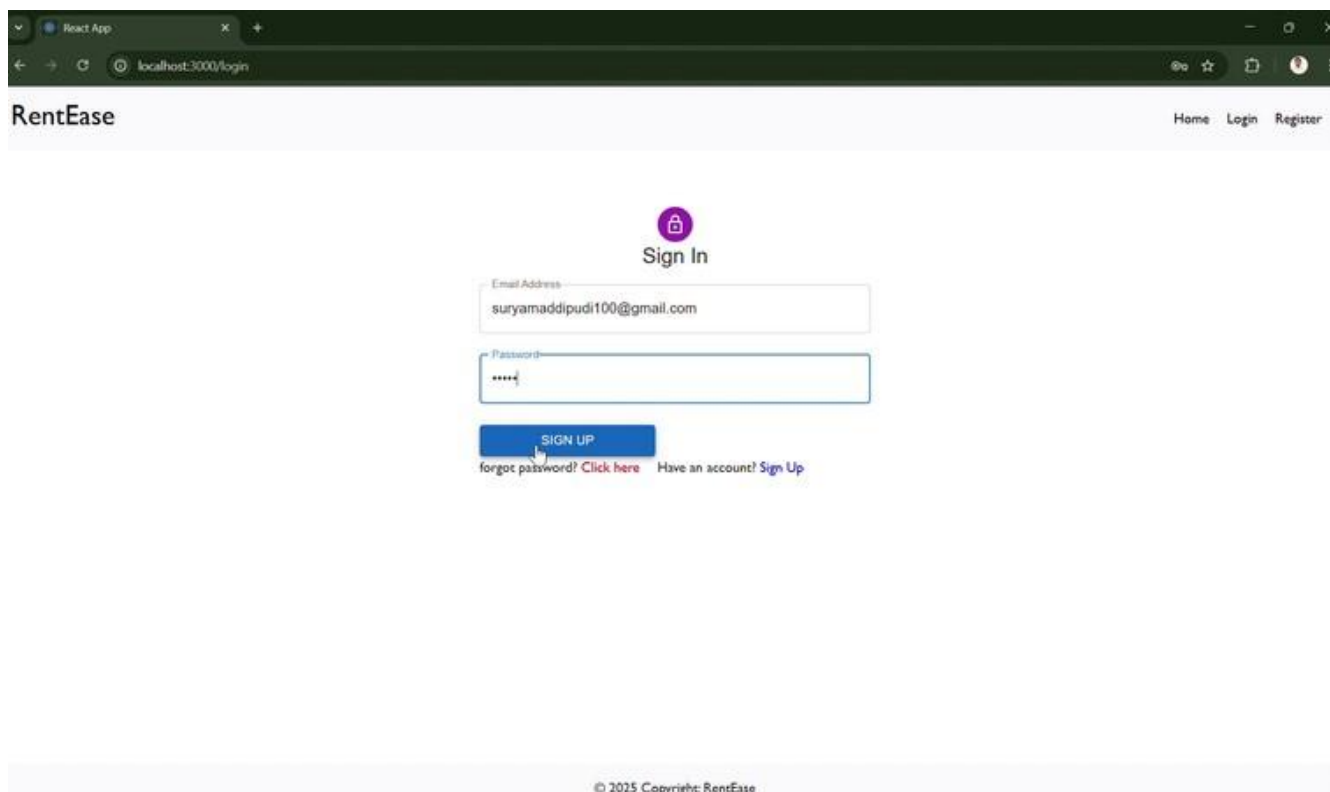 React App
localhost:3000/login
RentEase
Home Login Register
Sign In
Email Address
suryamaddipudi100@gmail.com
Password
•••••
SIGN UP
forgot password? Click here Have an account? Sign Up
© 2025 Copyright: RentEase